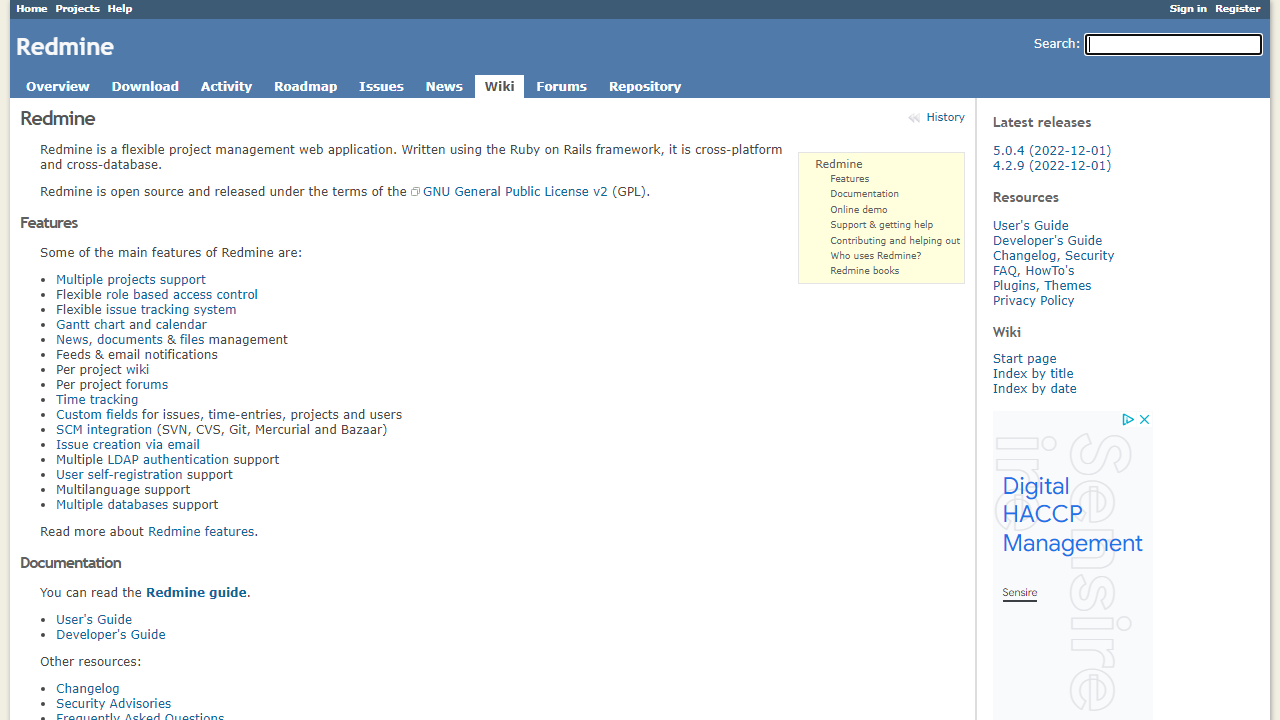 Home Projects Help
Sign in Register
Redmine
Search:
Overview Download Activity Roadmap Issues News Wiki Forums Repository
Redmine
History
Redmine is a flexible project management web application. Written using the Ruby on Rails framework, it is cross-platform
and cross-database.
Redmine is open source and released under the terms of the GNU General Public License v2 (GPL).
Redmine
Features
Documentation
Online demo
Support & getting help
Contributing and helping out
Who uses Redmine?
Redmine books
Features
Some of the main features of Redmine are:
• Multiple projects support
• Flexible role based access control
• Flexible issue tracking system
• Gantt chart and calendar
• News, documents & files management
• Feeds & email notifications
• Per project wiki
• Per project forums
• Time tracking
• Custom fields for issues, time-entries, projects and users
• SCM integration (SVN, CVS, Git, Mercurial and Bazaar)
• Issue creation via email
• Multiple LDAP authentication support
• User self-registration support
• Multilanguage support
• Multiple databases support
Read more about Redmine features.
Documentation
You can read the Redmine guide.
• User's Guide
• Developer's Guide
Other resources:
• Changelog
• Security Advisories
• Frequently Asked Questions
Latest releases
5.0.4 (2022-12-01)
4.2.9 (2022-12-01)
Resources
User's Guide
Developer's Guide
Changelog, Security
FAQ, HowTo's
Plugins, Themes
Privacy Policy
Wiki
Start page
Index by title
Index by date
Digital
HACCP
Management
Sensire
Sensire
ire